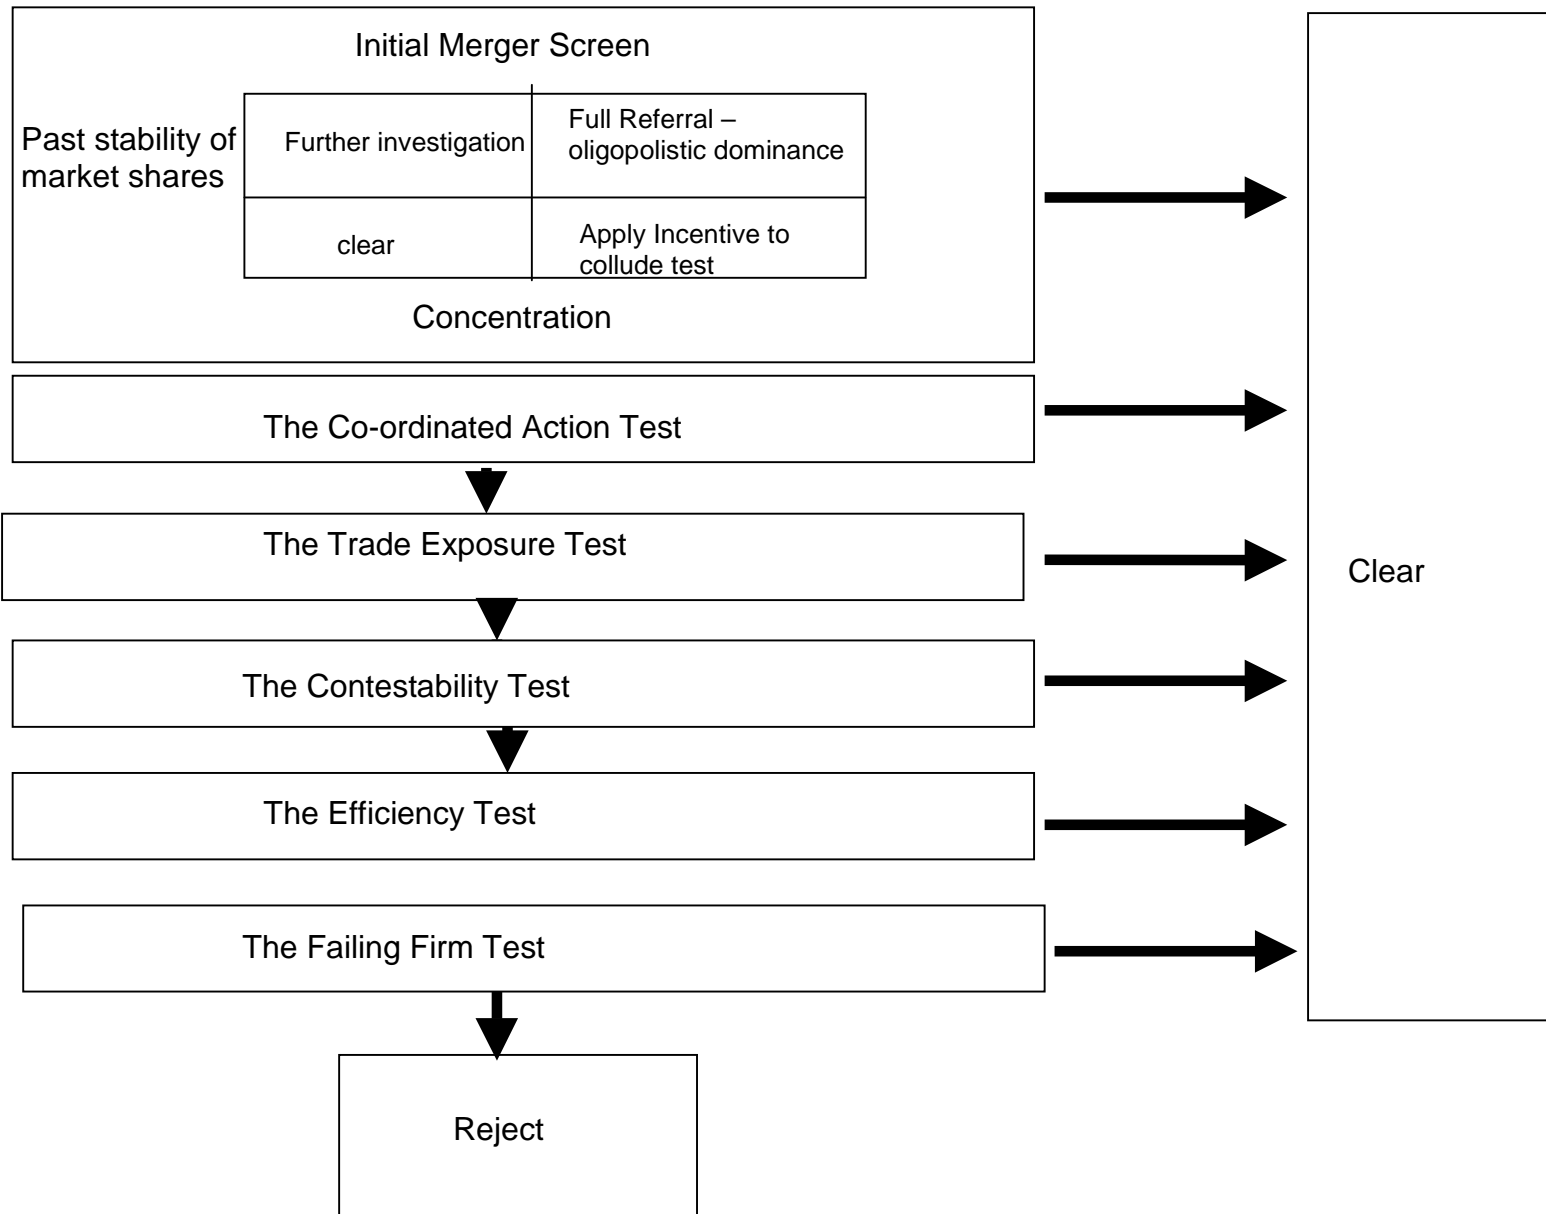 Initial Merger Screen
Past stability of
market shares
Further investigation
Full Referral –
oligopolistic dominance
clear
Apply Incentive to
collude test
Concentration
The Co-ordinated Action Test
The Trade Exposure Test
The Contestability Test
The Efficiency Test
The Failing Firm Test
Clear
Reject